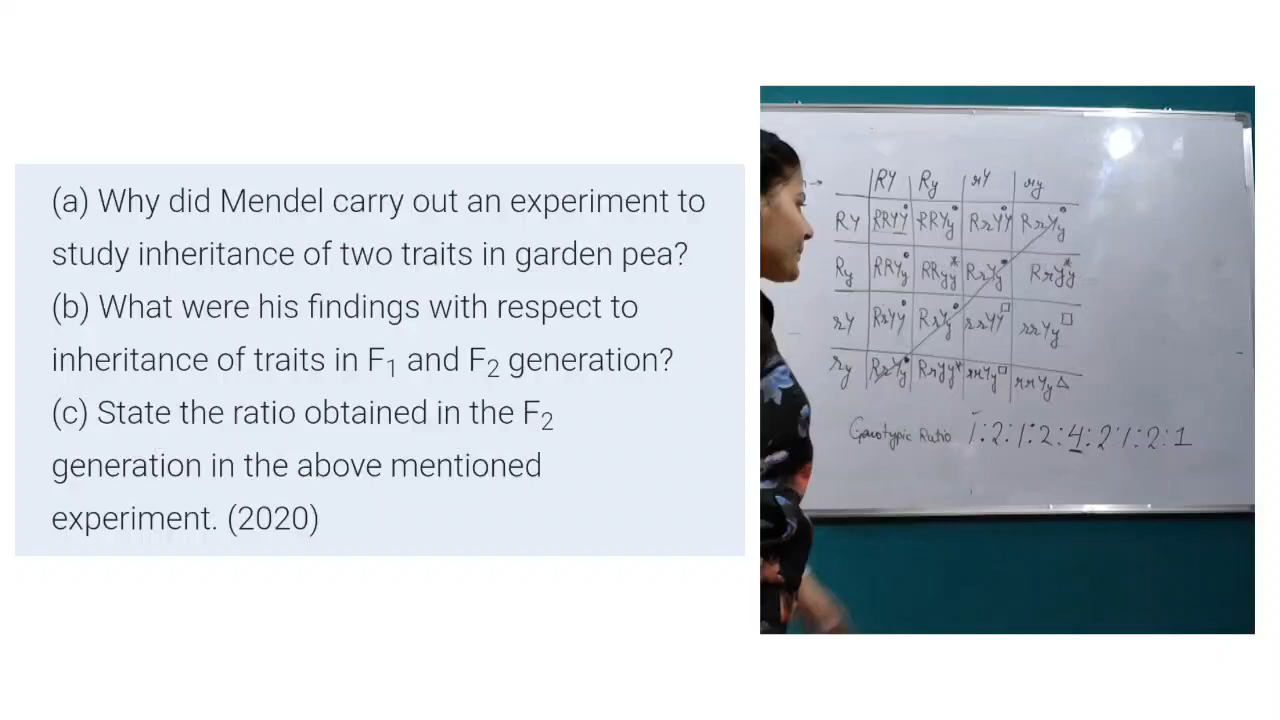 (a) Why did Mendel carry out an experiment to
study inheritance of two traits in garden pea?
(b) What were his findings with respect to
inheritance of traits in F₁ and F₂ generation?
(c) State the ratio obtained in the F₂
generation in the above mentioned
experiment. (2020)
RY Ry rY ry
RY RRYY RRYy RrYY RrYy
Ry RRYy RRyy RrYy
rY RrYY RrYy rrYY rrYy
ry RrYy Rryy rrYy
Genotypic Ratio 1:2:1:2:4:2:1:2:1